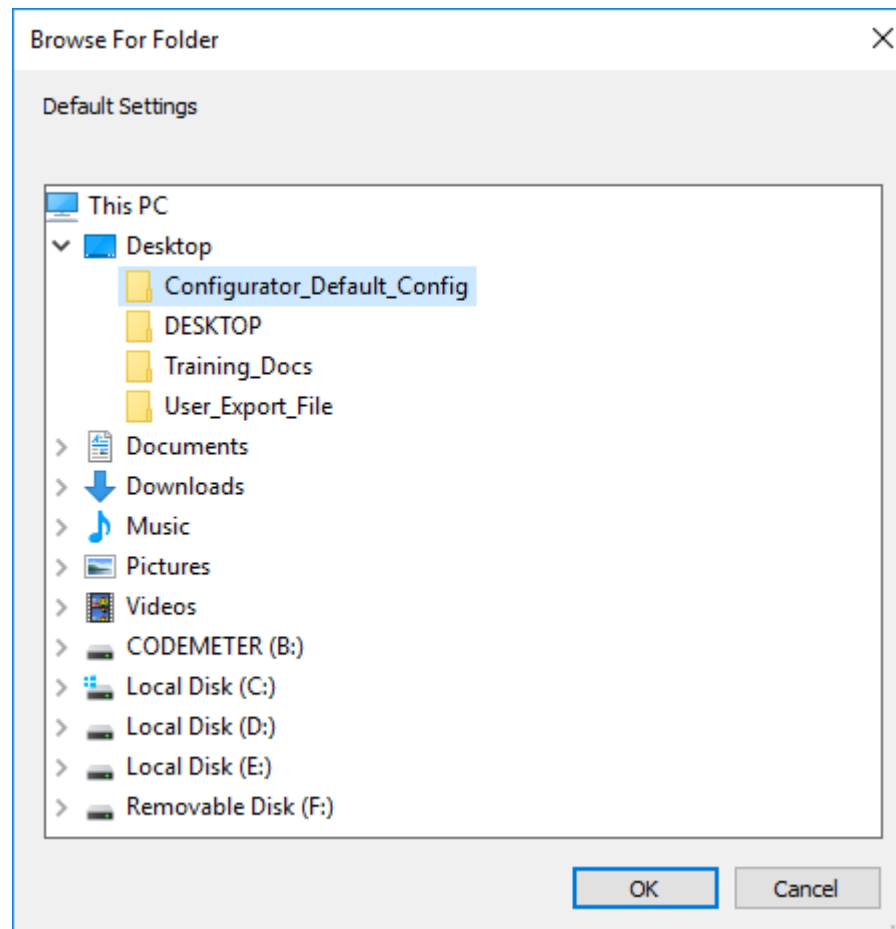 Browse For Folder
Default Settings
This PC
Desktop
Configurator_Default_Config
DESKTOP
Training_Docs
User_Export_File
Documents
Downloads
Music
Pictures
Videos
CODEMETER (B:)
Local Disk (C:)
Local Disk (D:)
Local Disk (E:)
Removable Disk (F:)
OK Cancel